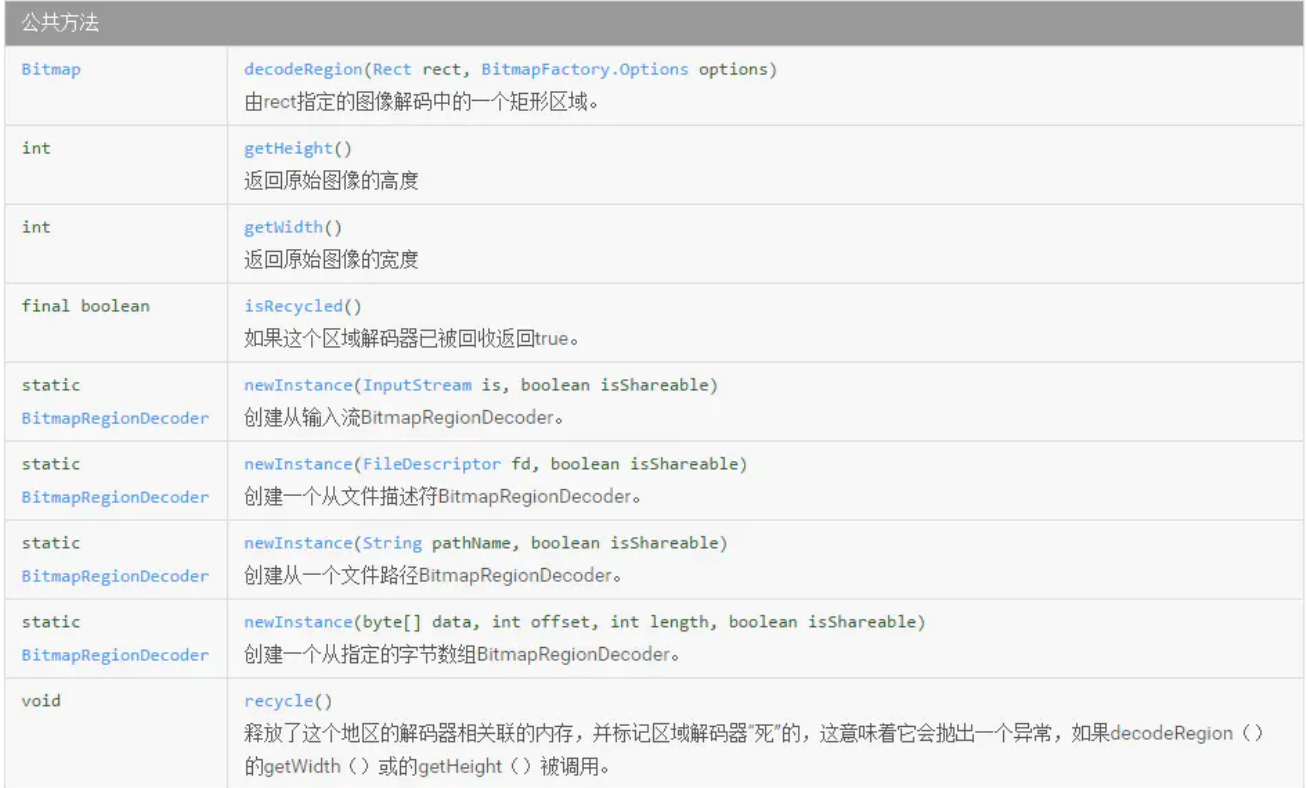 公共方法
Bitmap
decodeRegion(Rect rect, BitmapFactory.Options options)
由rect指定的图像解码中的一个矩形区域。
int
getHeight()
返回原始图像的高度
int
getWidth()
返回原始图像的宽度
final boolean
isRecycled()
如果这个区域解码器已被回收返回true。
static
BitmapRegionDecoder
newInstance(InputStream is, boolean isShareable)
创建从输入流BitmapRegionDecoder。
static
BitmapRegionDecoder
newInstance(FileDescriptor fd, boolean isShareable)
创建一个从文件描述符BitmapRegionDecoder。
static
BitmapRegionDecoder
newInstance(String pathName, boolean isShareable)
创建从一个文件路径BitmapRegionDecoder。
static
BitmapRegionDecoder
newInstance(byte[] data, int offset, int length, boolean isShareable)
创建一个从指定的字节数组BitmapRegionDecoder。
void
recycle()
释放了这个地区的解码器相关联的内存，并标记区域解码器“死”的，这意味着它会抛出一个异常，如果decodeRegion（）
的getWidth（）或的getHeight（）被调用。